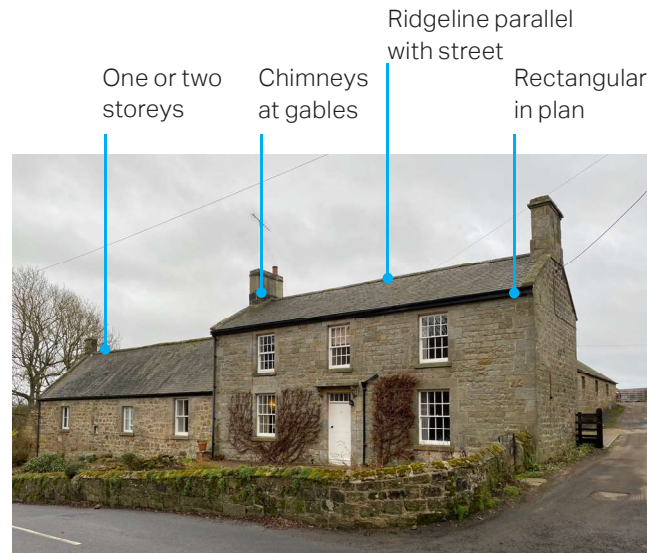 Ridgeline parallel
with street
One or two
storeys
Chimneys
at gables
Rectangular
in plan